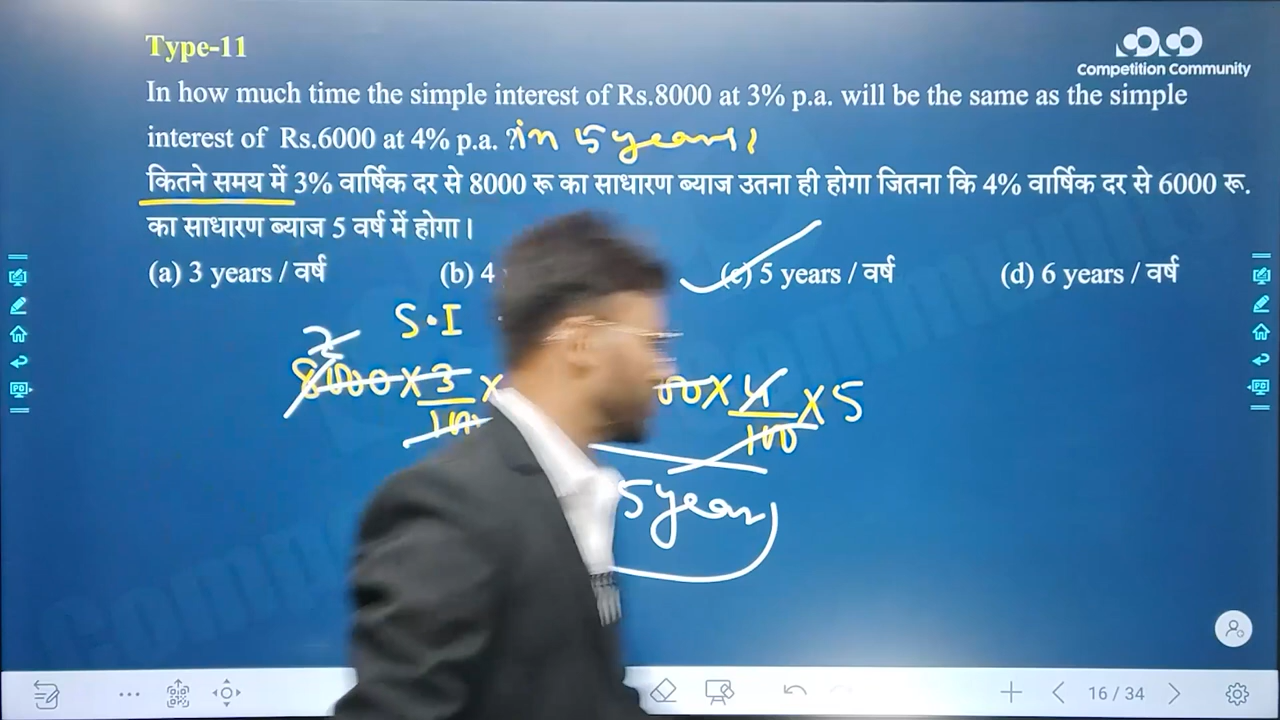 Type-11
Competition Community
In how much time the simple interest of Rs.8000 at 3% p.a. will be the same as the simple
interest of Rs.6000 at 4% p.a. ? in 5 years
कितने समय में 3% वार्षिक दर से 8000 रू का साधारण ब्याज उतना ही होगा जितना कि 4% वार्षिक दर से 6000 रू.
का साधारण ब्याज 5 वर्ष में होगा।
(a) 3 years / वर्ष (b) 4 (c) 5 years / वर्ष (d) 6 years / वर्ष
S.I
2
8000 × 3 × 00 × 4 × 5
100 100
5 years
16 / 34